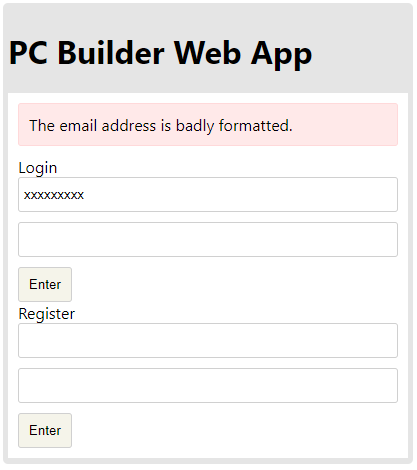 PC Builder Web App
The email address is badly formatted.
Login
xxxxxxxxx
Enter
Register
Enter